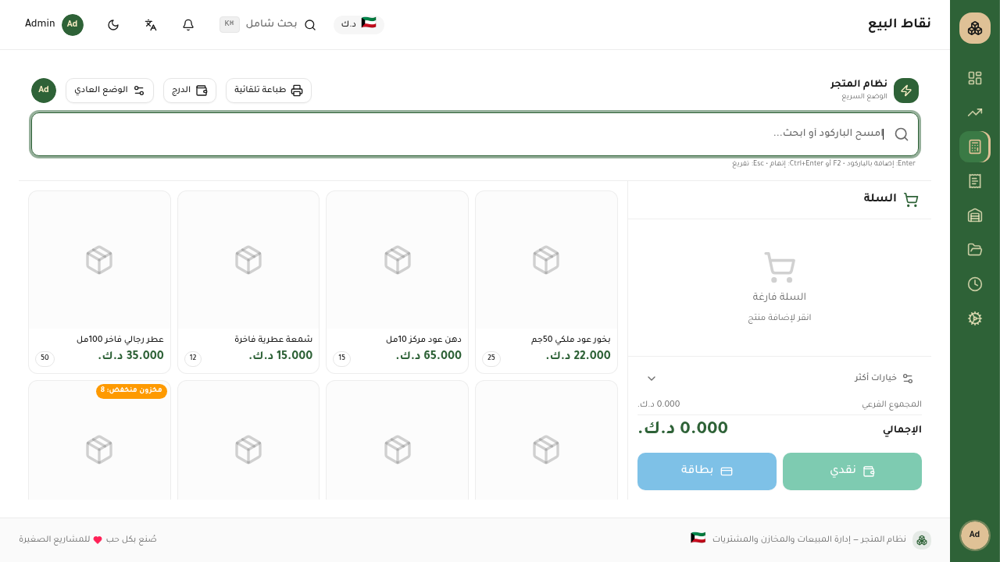 نقاط البيع
د.ك
بحث شامل
⌘K
Admin
Ad
نظام المتجر
الوضع السريع
طباعة تلقائية
الدرج
الوضع العادي
Ad
امسح الباركود أو ابحث...
Enter: إضافة بالباركود • F2 أو Ctrl+Enter: إتمام • Esc: تفريغ
السلة
السلة فارغة
انقر لإضافة منتج
خيارات أكثر
المجموع الفرعي
0.000 د.ك.
الإجمالي
0.000 د.ك.
نقدي
بطاقة
بخور عود ملكي 50جم
22.000 د.ك.
25
دهن عود مركز 10مل
65.000 د.ك.
15
شمعة عطرية فاخرة
15.000 د.ك.
12
عطر رجالي فاخر 100مل
35.000 د.ك.
50
مخزون منخفض: 8
Ad
نظام المتجر – إدارة المبيعات والمخازن والمشتريات
صُنع بكل حب للمشاريع الصغيرة